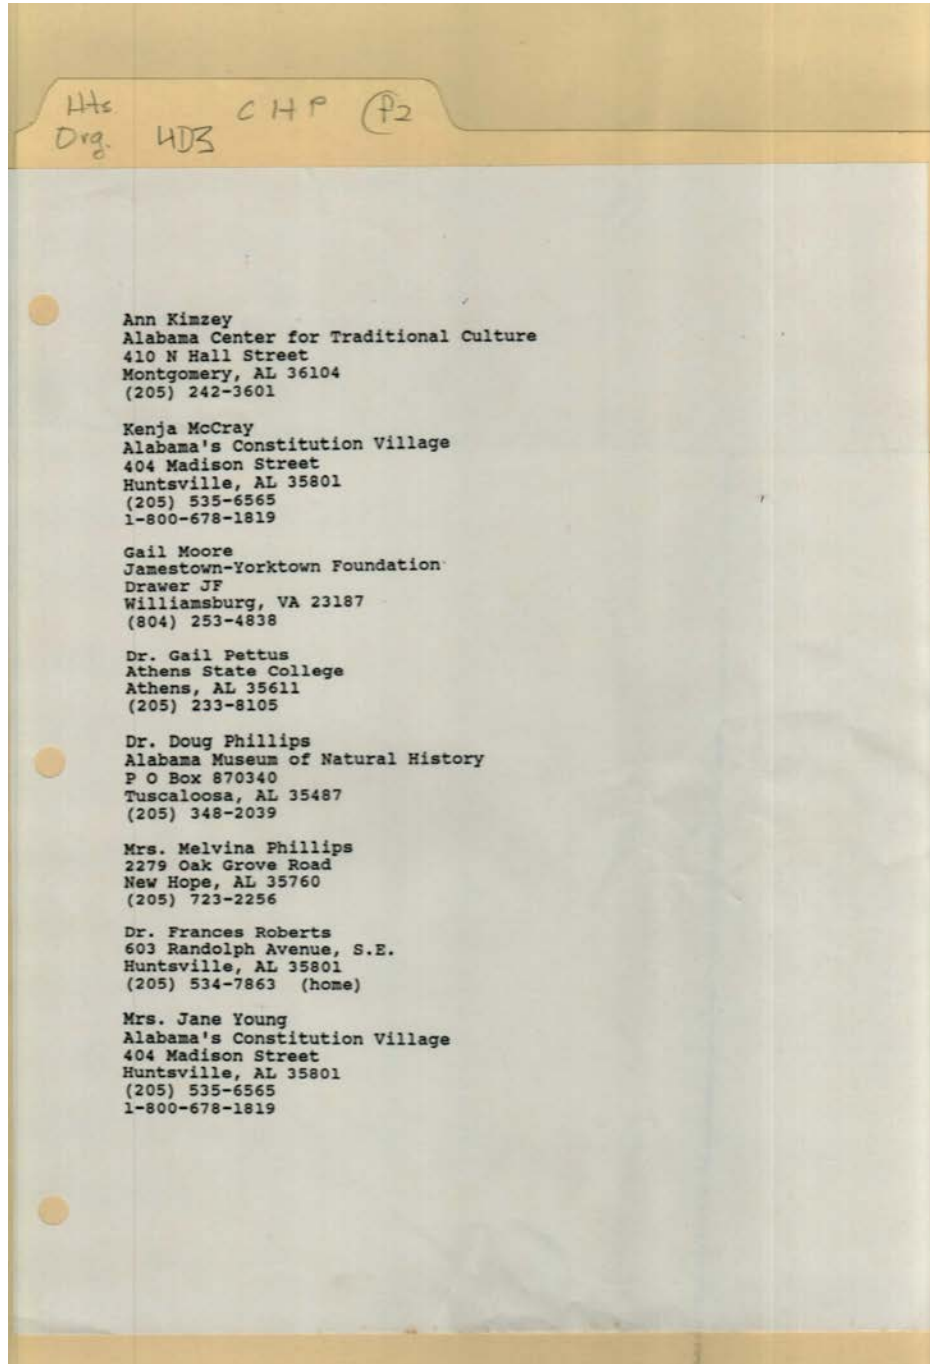 Hts. CHP (P2
Org. 4D3
Ann Kimzey
Alabama Center for Traditional Culture
410 N Hall Street
Montgomery, AL 36104
(205) 242-3601
Kenja McCray
Alabama's Constitution Village
404 Madison Street
Huntsville, AL 35801
(205) 535-6565
1-800-678-1819
Gail Moore
Jamestown-Yorktown Foundation
Drawer JF
Williamsburg, VA 23187
(804) 253-4838
Dr. Gail Pettus
Athens State College
Athens, AL 35611
(205) 233-8105
Dr. Doug Phillips
Alabama Museum of Natural History
P O Box 870340
Tuscaloosa, AL 35487
(205) 348-2039
Mrs. Melvina Phillips
2279 Oak Grove Road
New Hope, AL 35760
(205) 723-2256
Dr. Frances Roberts
603 Randolph Avenue, S.E.
Huntsville, AL 35801
(205) 534-7863 (home)
Mrs. Jane Young
Alabama's Constitution Village
404 Madison Street
Huntsville, AL 35801
(205) 535-6565
1-800-678-1819